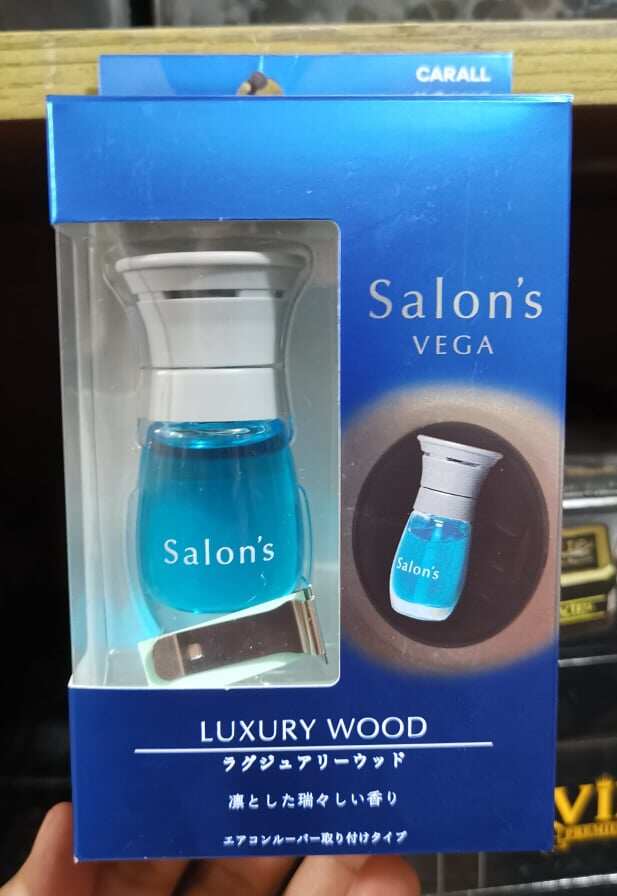 CARALL
Salon's
VEGA
Salon's
Salon's
LUXURY WOOD
ラグジュアリーウッド
凛とした瑞々しい香り
エアコンルーバー取り付けタイプ
VI
PREMIE